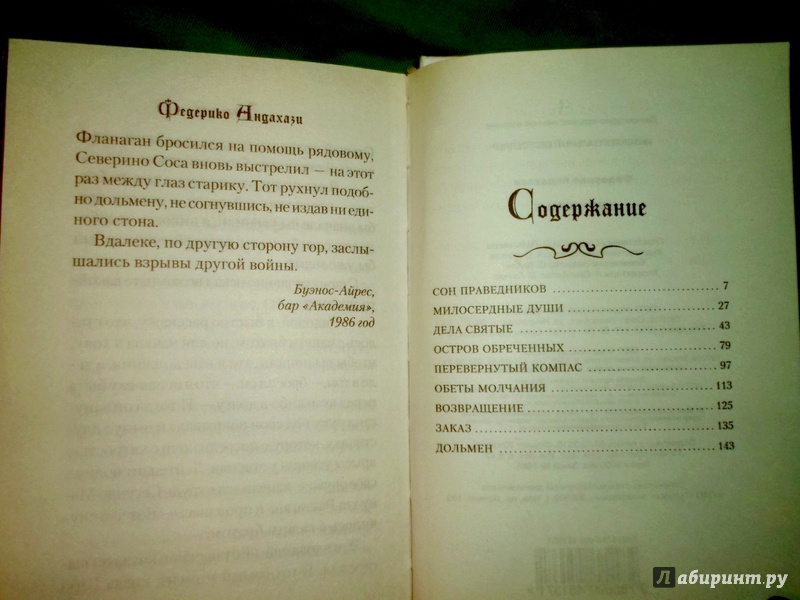 Федерико Андахази
Фланаган бросился на помощь рядовому,
Северино Соса вновь выстрелил — на этот
раз между глаз старику. Тот рухнул подоб-
но дольмену, не согнувшись, не издав ни еди-
ного стона.
Вдалеке, по другую сторону гор, заслы-
шались взрывы другой войны.
Буэнос-Айрес,
бар «Академия»,
1986 год
Содержание
СОН ПРАВЕДНИКОВ 7
МИЛОСЕРДНЫЕ ДУШИ 27
ДЕЛА СВЯТЫЕ 43
ОСТРОВ ОБРЕЧЕННЫХ 79
ПЕРЕВЕРНУТЫЙ КОМПАС 97
ОБЕТЫ МОЛЧАНИЯ 113
ВОЗВРАЩЕНИЕ 125
ЗАКАЗ 135
ДОЛЬМЕН 143
Лабиринт.ру